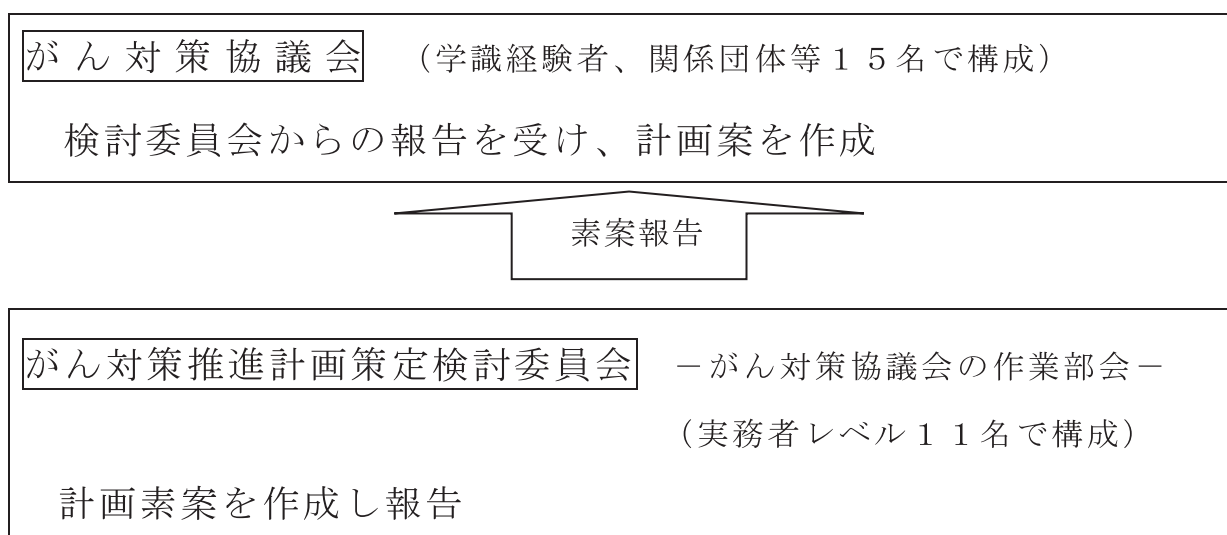 がん対策協議会 （学識経験者、関係団体等１５名で構成）
検討委員会からの報告を受け、計画案を作成
素案報告
がん対策推進計画策定検討委員会 －がん対策協議会の作業部会－
（実務者レベル１１名で構成）
計画素案を作成し報告